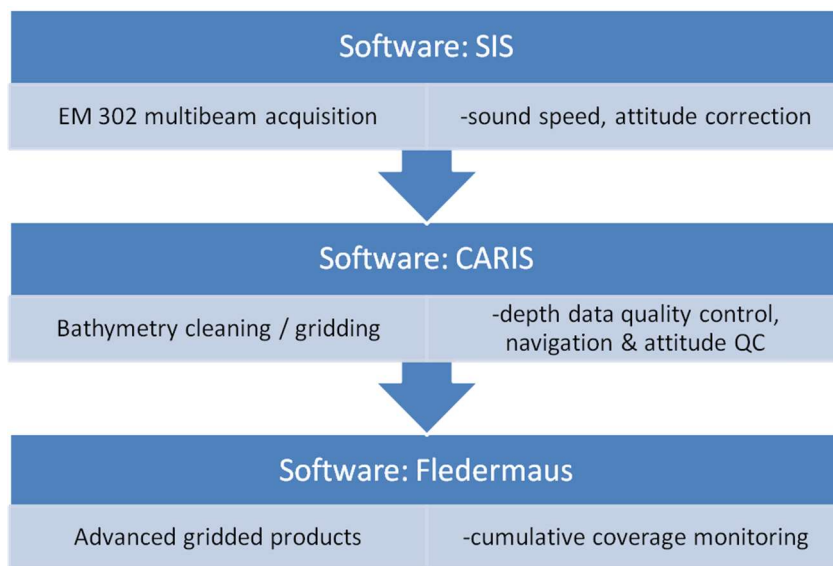 Software: SIS
EM 302 multibeam acquisition
-sound speed, attitude correction
Software: CARIS
Bathymetry cleaning / gridding
-depth data quality control,
navigation & attitude QC
Software: Fledermaus
Advanced gridded products
-cumulative coverage monitoring